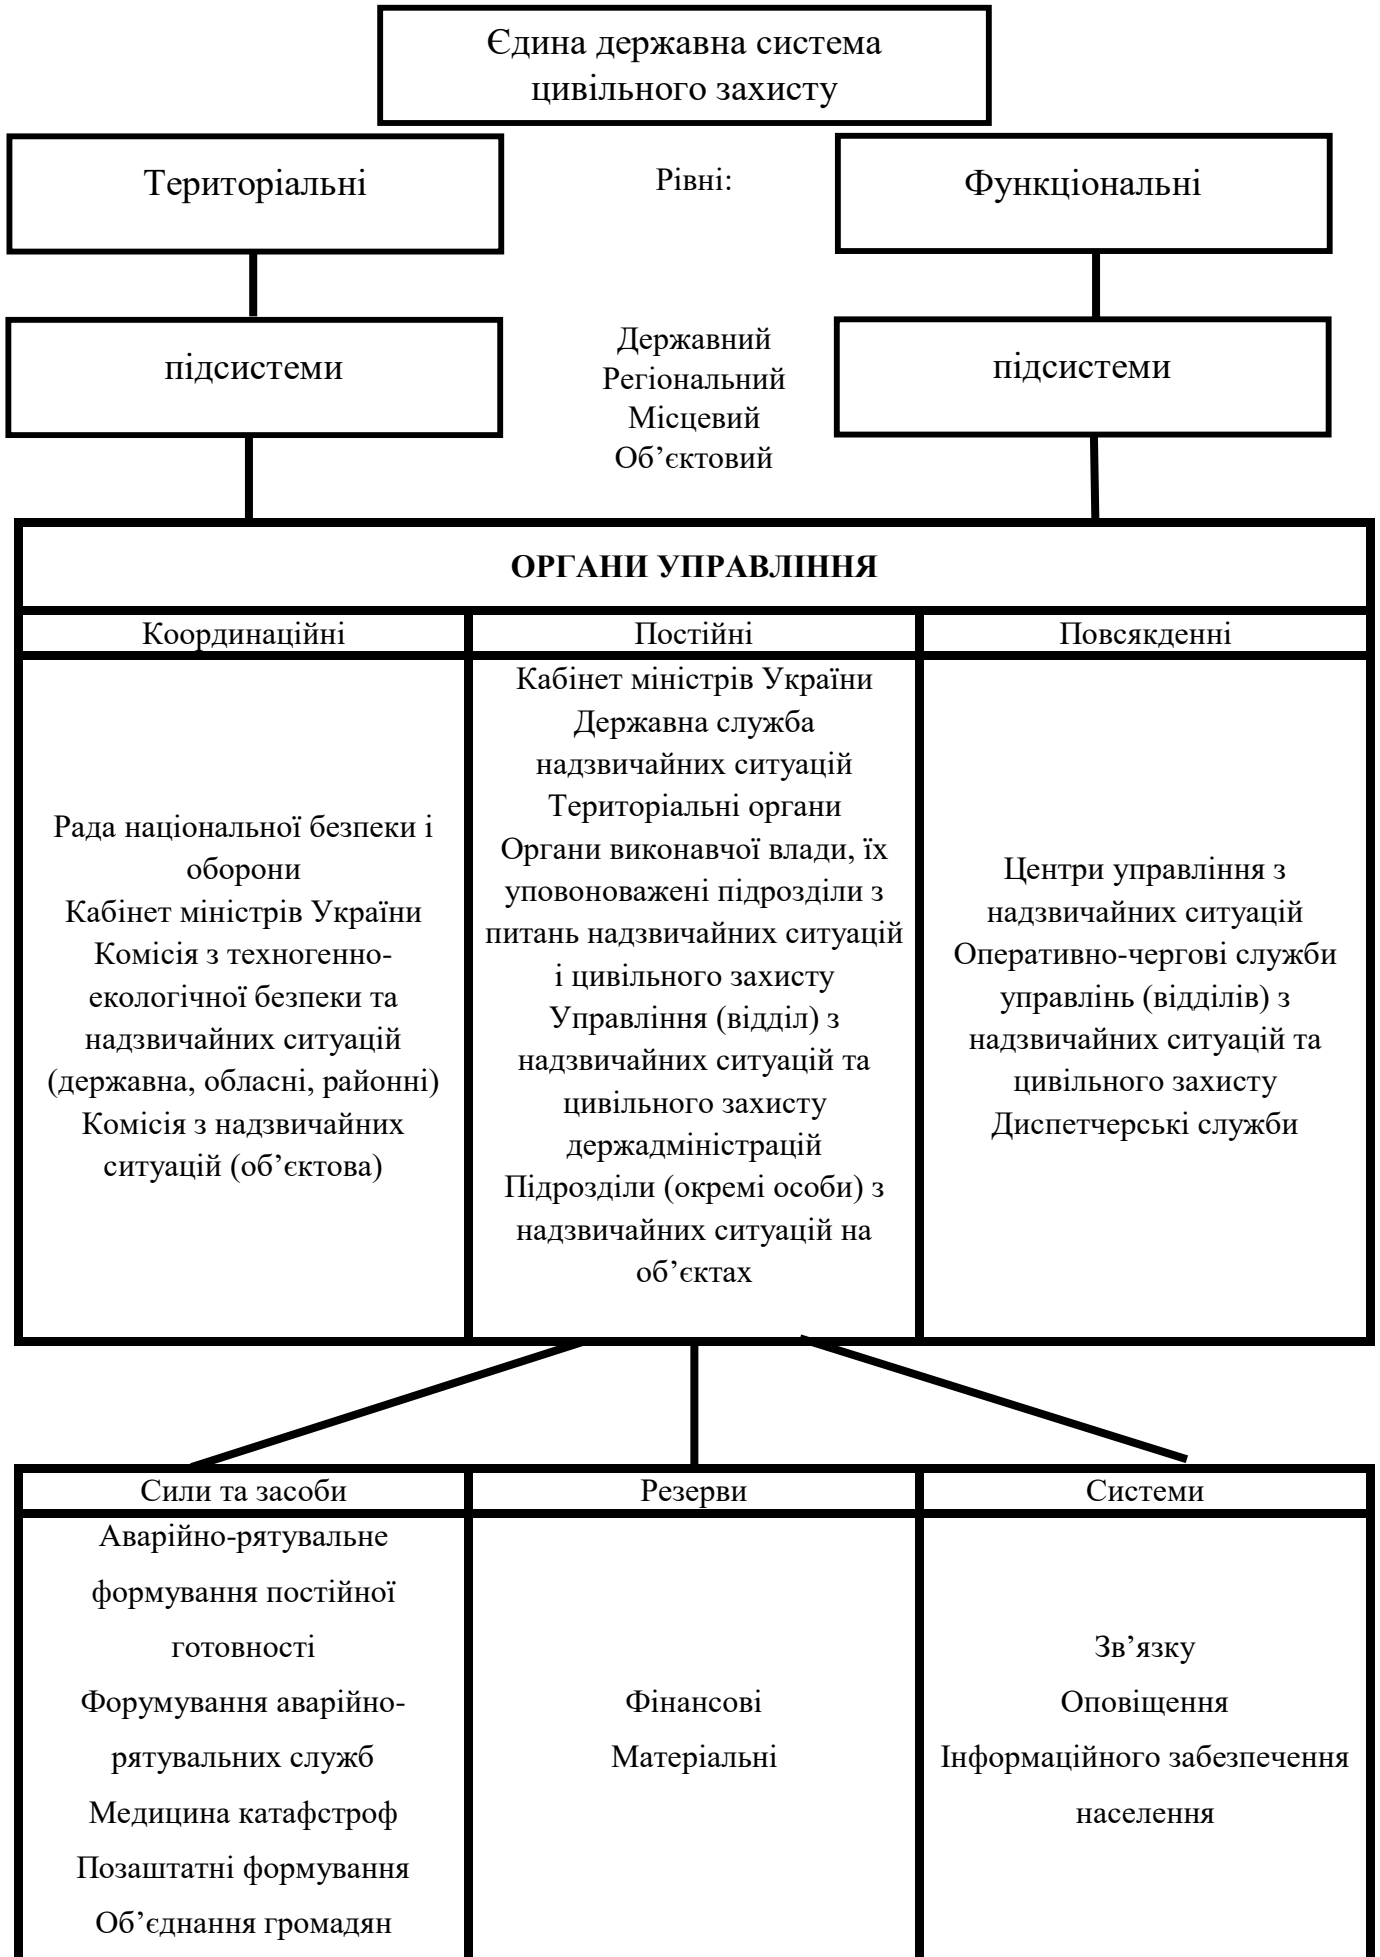 Єдина державна система
цивільного захисту
Територіальні
Рівні:
Функціональні
підсистеми
Державний
Регіональний
Місцевий
Об’єктовий
підсистеми
ОРГАНИ УПРАВЛІННЯ
Координаційні
Постійні
Повсякденні
Рада національної безпеки і
оборони
Кабінет міністрів України
Комісія з техногенно-
екологічної безпеки та
надзвичайних ситуацій
(державна, обласні, районні)
Комісія з надзвичайних
ситуацій (об’єктова)
Кабінет міністрів України
Державна служба
надзвичайних ситуацій
Територіальні органи
Органи виконавчої влади, їх
уповоноважені підрозділи з
питань надзвичайних ситуацій
і цивільного захисту
Управління (відділ) з
надзвичайних ситуацій та
цивільного захисту
держадміністрацій
Підрозділи (окремі особи) з
надзвичайних ситуацій на
об’єктах
Центри управління з
надзвичайних ситуацій
Оперативно-чергові служби
управлінь (відділів) з
надзвичайних ситуацій та
цивільного захисту
Диспетчерські служби
Сили та засоби
Резерви
Системи
Аварійно-рятувальне
формування постійної
готовності
Форумування аварійно-
рятувальних служб
Медицина катафстроф
Позаштатні формування
Об’єднання громадян
Фінансові
Матеріальні
Зв’язку
Оповіщення
Інформаційного забезпечення
населення